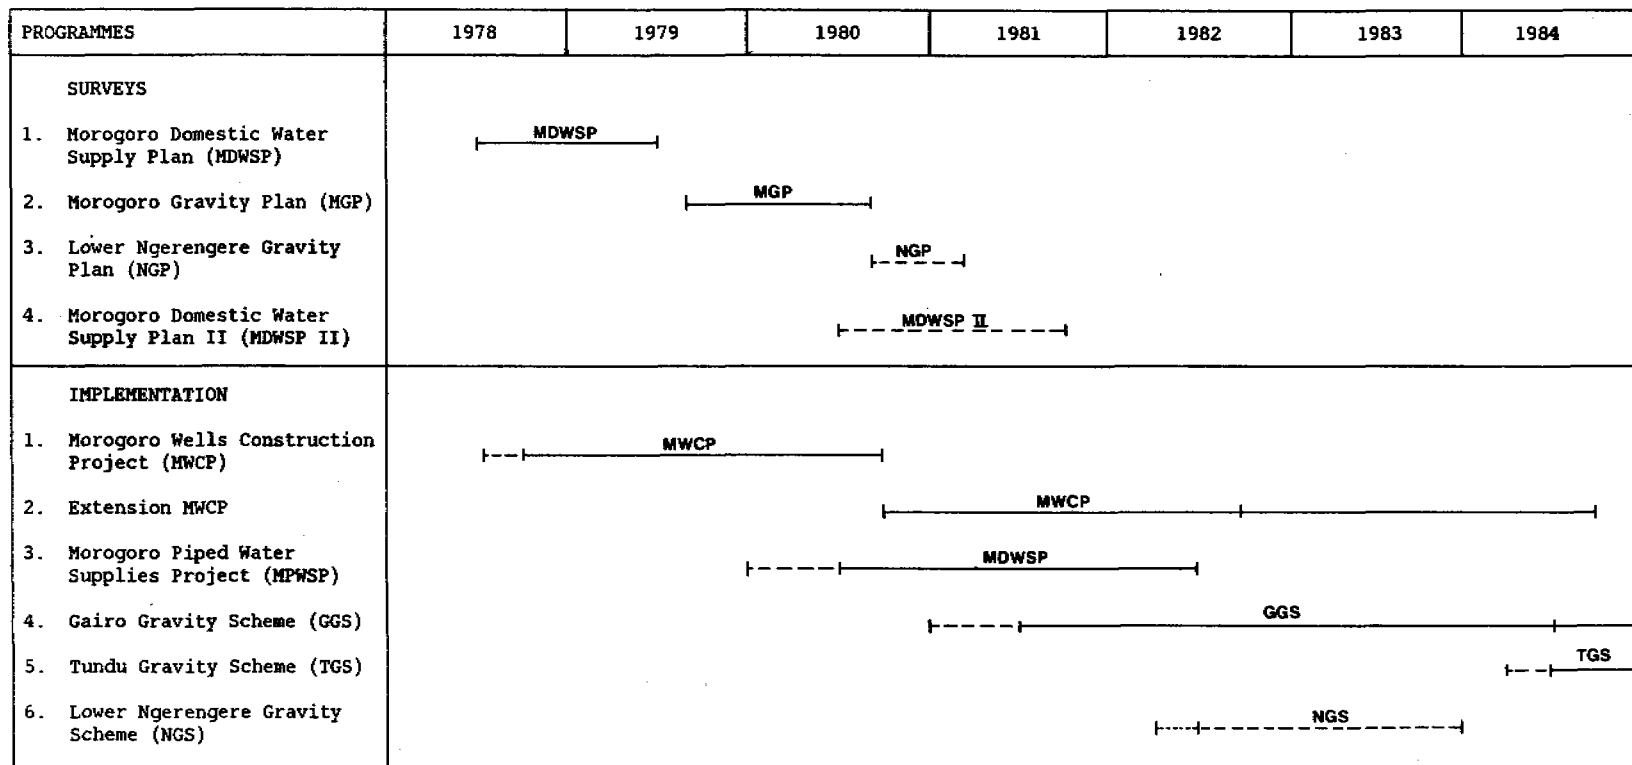 PROGRAMMES 1978 1979 1980 1981 1982 1983 1984
SURVEYS
1. Morogoro Domestic Water
Supply Plan (MDWSP)
MDWSP
2. Morogoro Gravity Plan (MGP)
MGP
3. Lower Ngerengere Gravity
Plan (NGP)
NGP
4. Morogoro Domestic Water
Supply Plan II (MDWSP II)
MDWSP II
IMPLEMENTATION
1. Morogoro Wells Construction
Project (MWCP)
MWCP
2. Extension MWCP
MWCP
3. Morogoro Piped Water
Supplies Project (MPWSP)
MDWSP
4. Gairo Gravity Scheme (GGS)
GGS
5. Tundu Gravity Scheme (TGS)
TGS
6. Lower Ngerengere Gravity
Scheme (NGS)
NGS